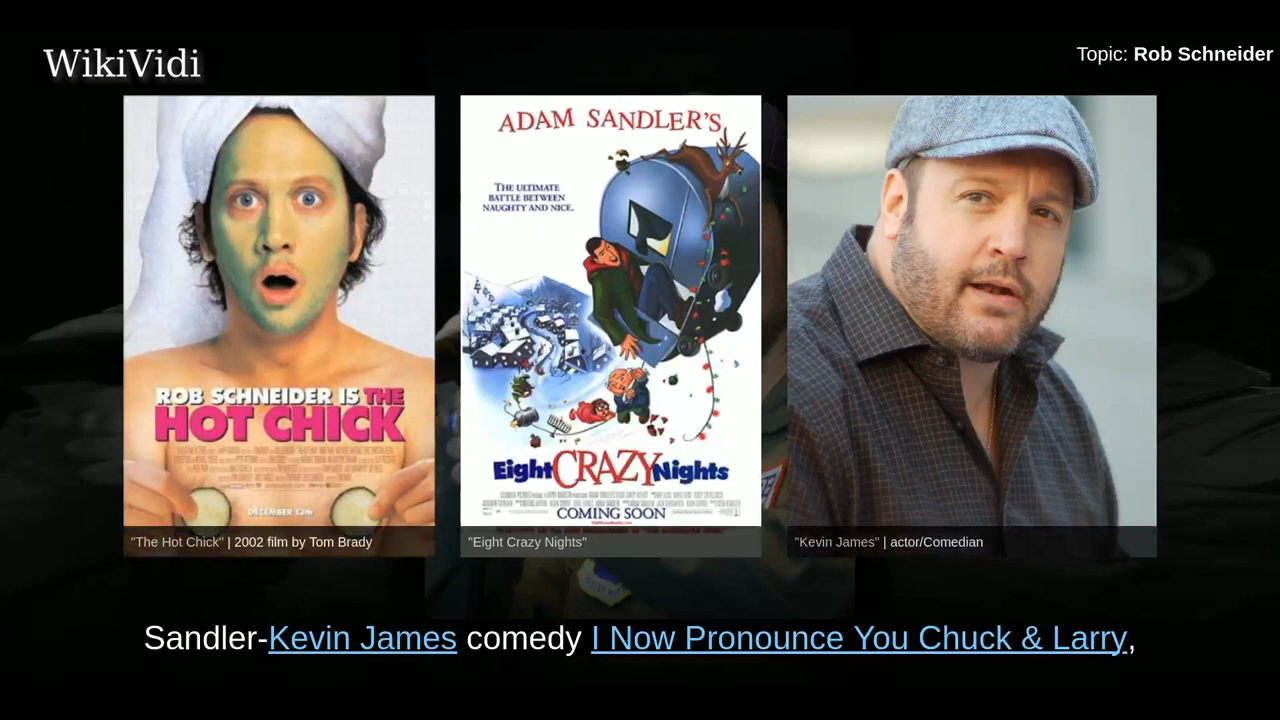 WikiVidi
Topic: Rob Schneider
ROB SCHNEIDER IS THE
HOT CHICK
DECEMBER 13th
"The Hot Chick" | 2002 film by Tom Brady
ADAM SANDLER'S
THE ULTIMATE
BATTLE BETWEEN
NAUGHTY AND NICE.
Eight CRAZY Nights
COMING SOON
"Eight Crazy Nights"
"Kevin James" | actor/Comedian
Sandler-Kevin James comedy I Now Pronounce You Chuck & Larry,